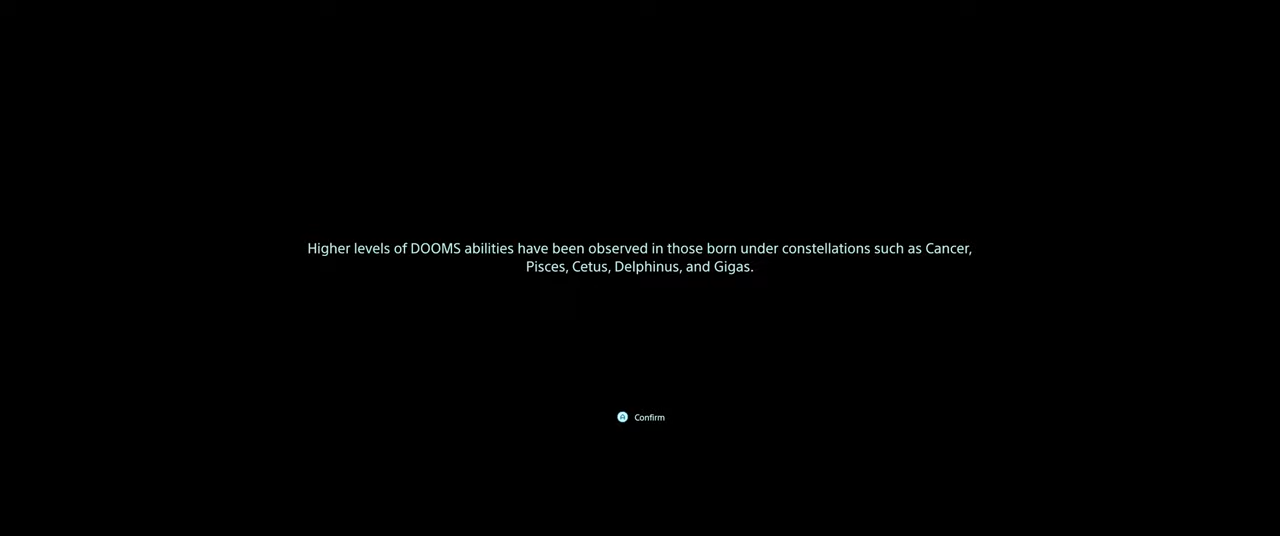 Higher levels of DOOMS abilities have been observed in those born under constellations such as Cancer,
Pisces, Cetus, Delphinus, and Gigas.
A Confirm